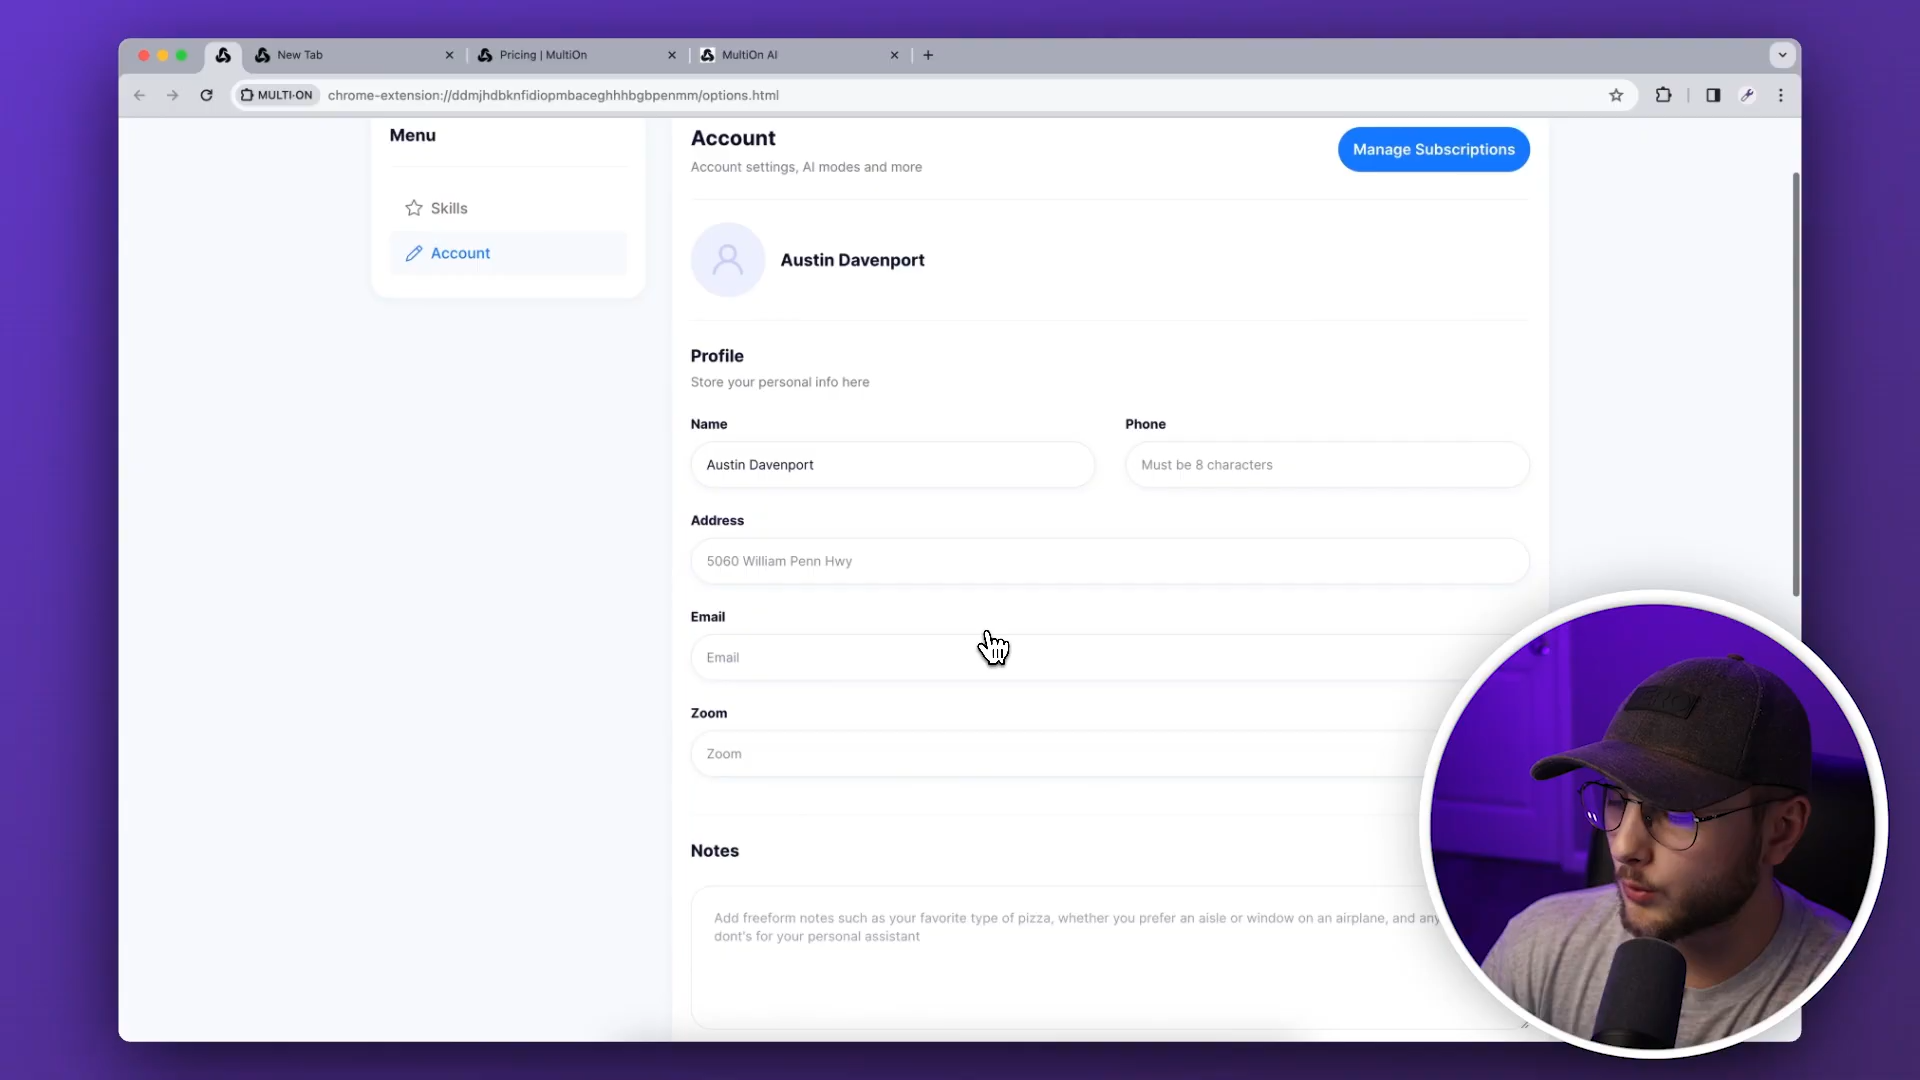 New Tab
Pricing | MultiOn
MultiOn AI
MULTI-ON
chrome-extension://ddmjhdbknfidiopmbaceghhhbgbpenmm/options.html
Menu
Skills
Account
Account
Account settings, AI modes and more
Manage Subscriptions
Austin Davenport
Profile
Store your personal info here
Name
Phone
Austin Davenport
Must be 8 characters
Address
5060 William Penn Hwy
Email
Email
Zoom
Zoom
Notes
Add freeform notes such as your favorite type of pizza, whether you prefer an aisle or window on an airplane, and any
dont's for your personal assistant